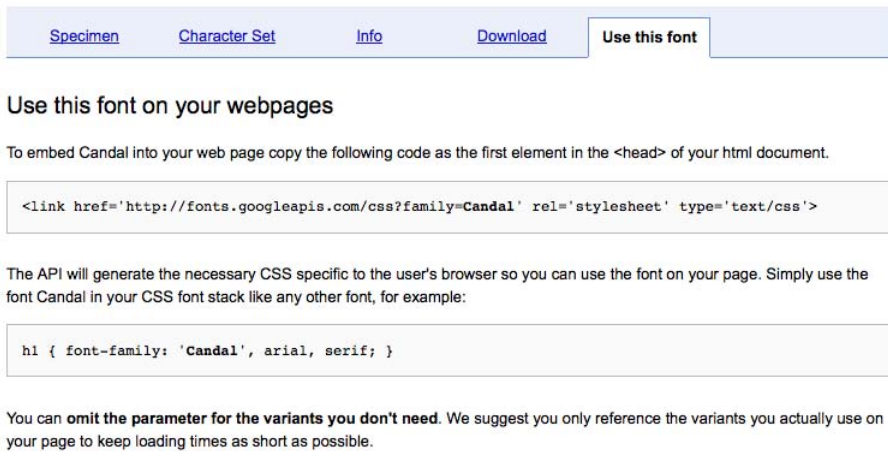 Specimen Character Set Info Download Use this font
Use this font on your webpages
To embed Candal into your web page copy the following code as the first element in the <head> of your html document.
<link href='http://fonts.googleapis.com/css?family=Candal' rel='stylesheet' type='text/css'>
The API will generate the necessary CSS specific to the user's browser so you can use the font on your page. Simply use the
font Candal in your CSS font stack like any other font, for example:
h1 { font-family: 'Candal', arial, serif; }
You can omit the parameter for the variants you don't need. We suggest you only reference the variants you actually use on
your page to keep loading times as short as possible.